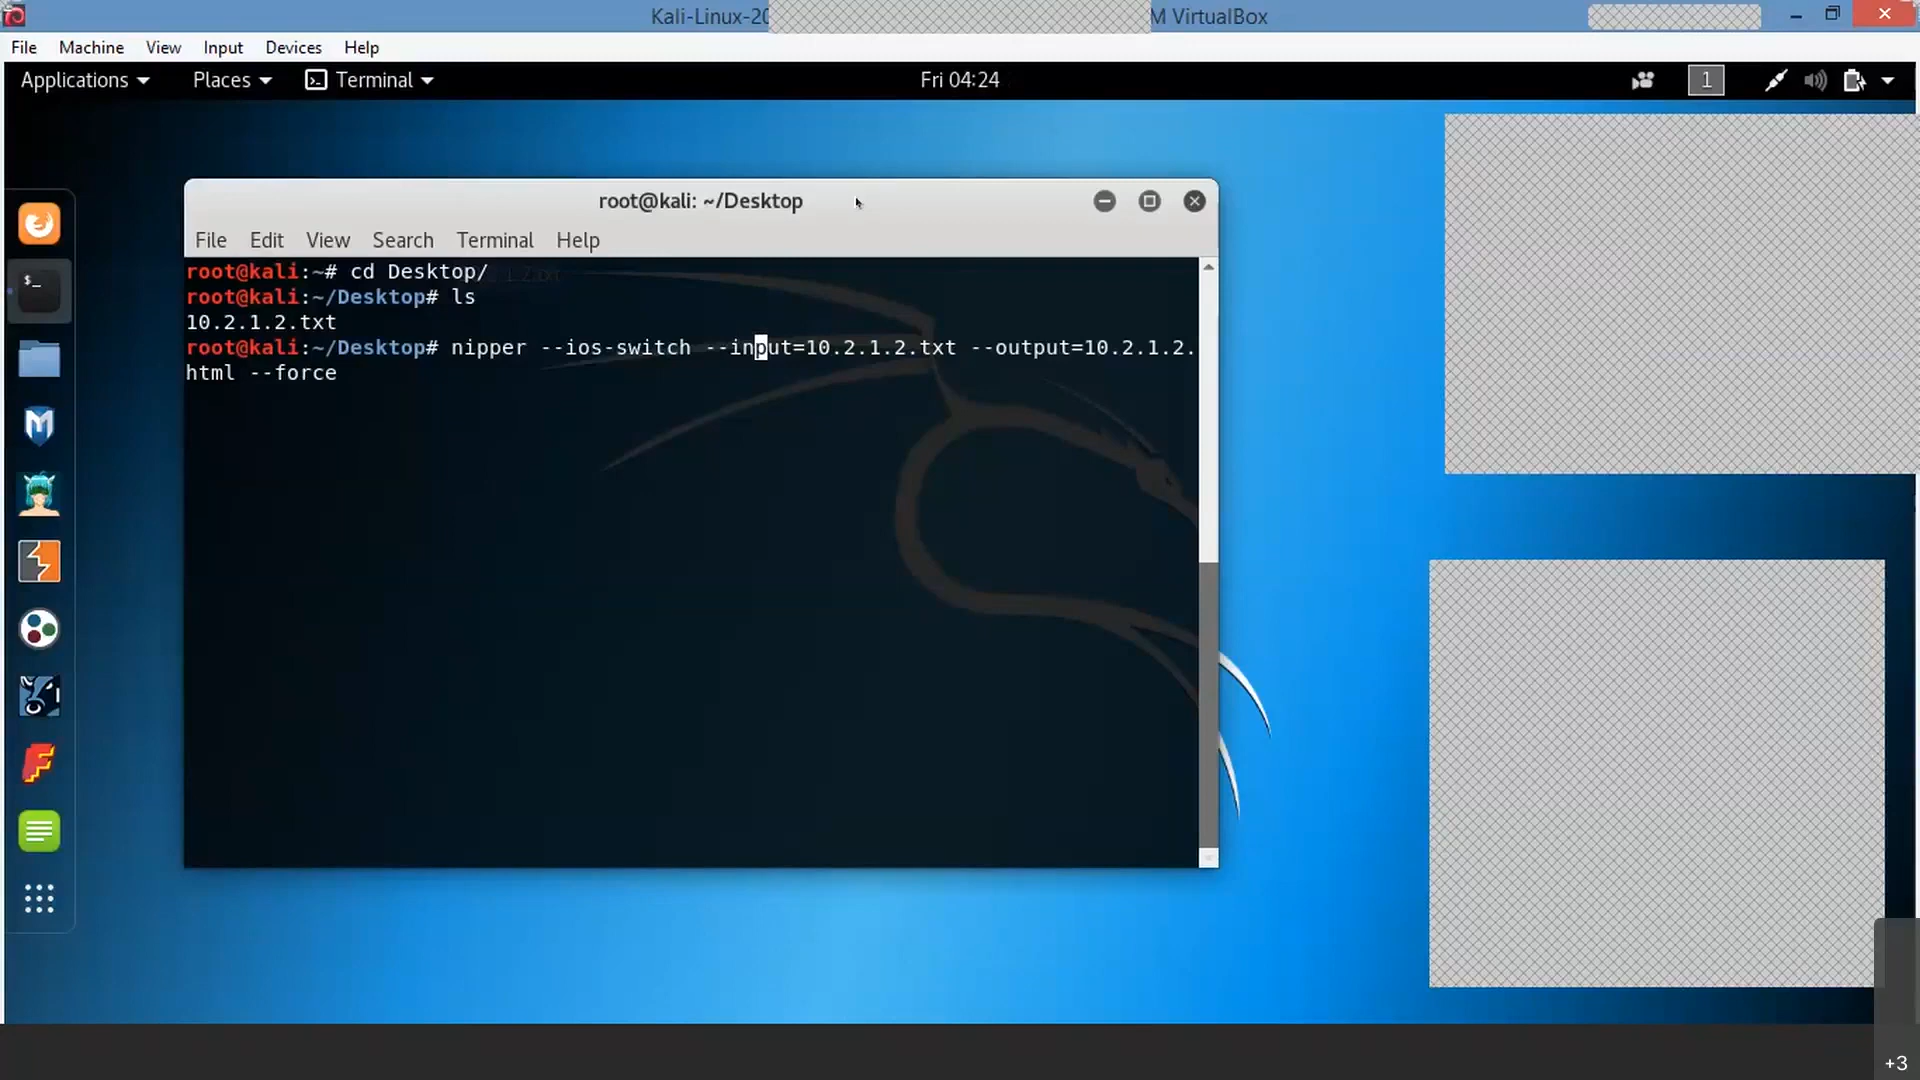 Kali-Linux-20
M VirtualBox
File Machine View Input Devices Help
Applications Places Terminal Fri 04:24 1
root@kali: ~/Desktop
File Edit View Search Terminal Help
root@kali:~# cd Desktop/
root@kali:~/Desktop# ls
10.2.1.2.txt
root@kali:~/Desktop# nipper --ios-switch --input=10.2.1.2.txt --output=10.2.1.2.
html --force
+3